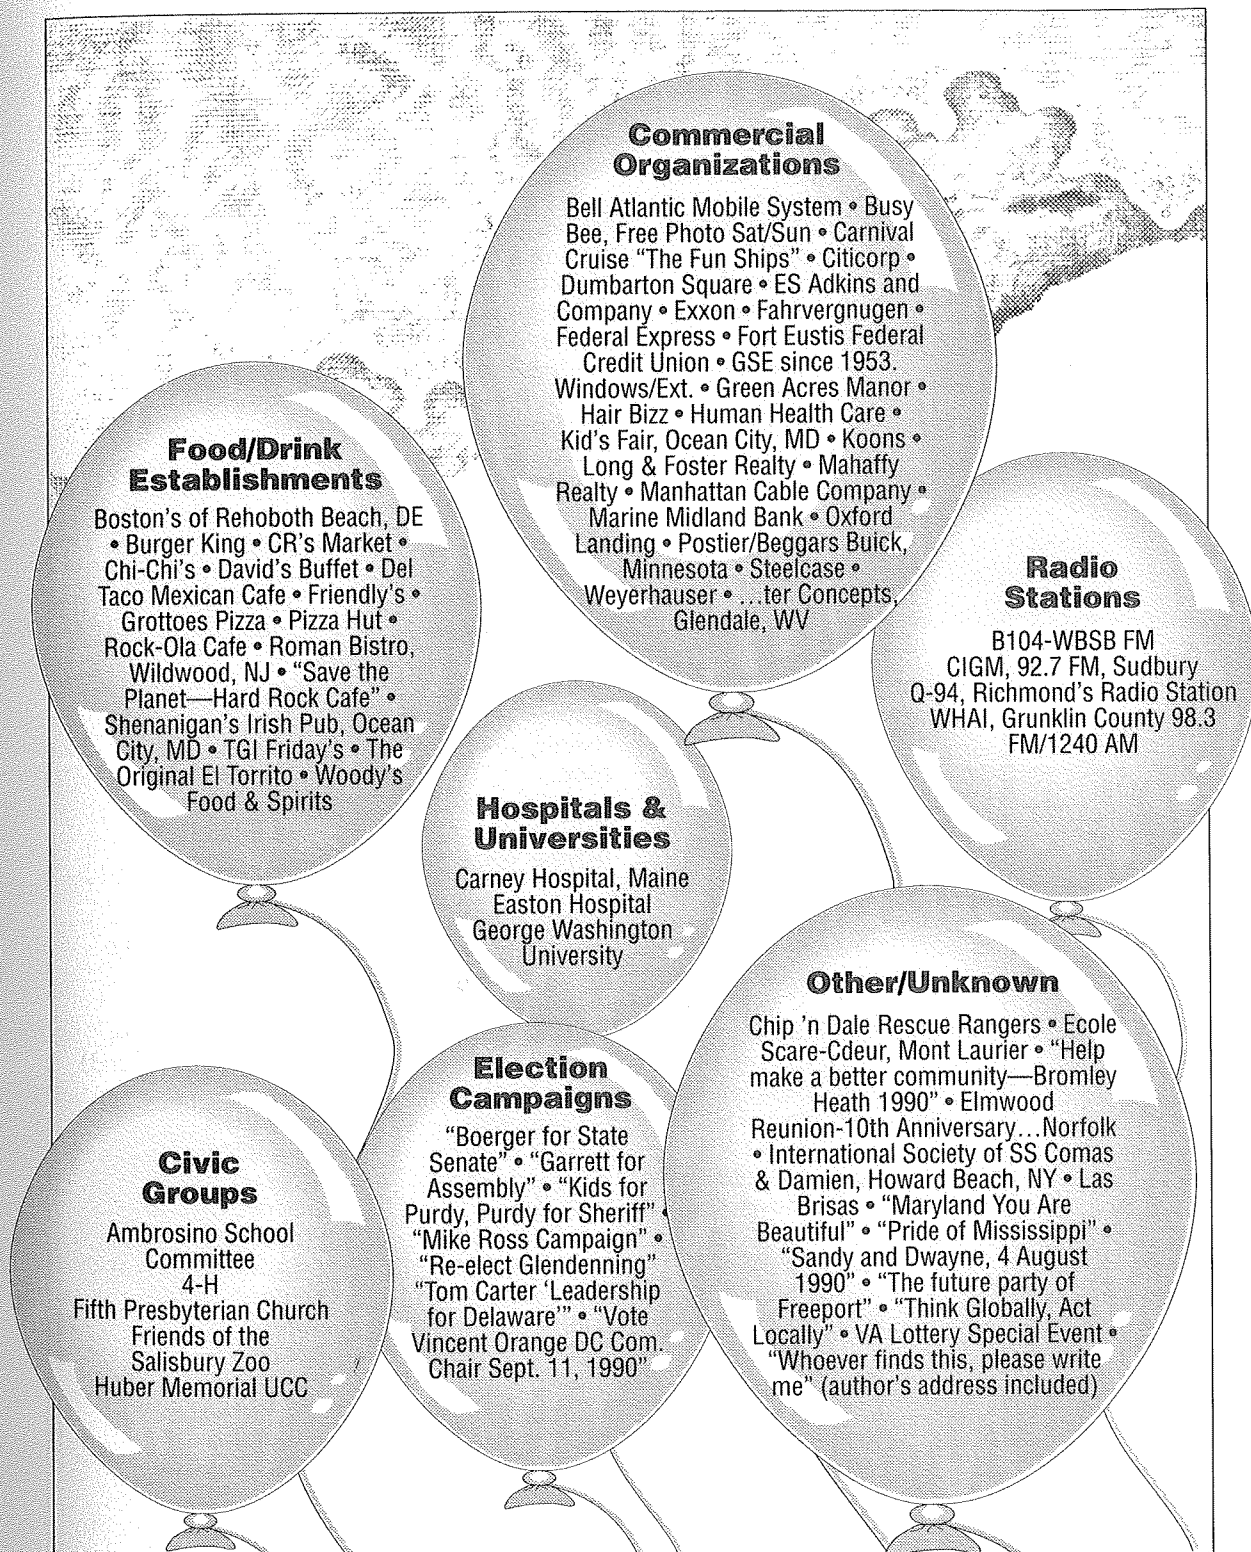 Commercial
Organizations
Bell Atlantic Mobile System • Busy
Bee, Free Photo Sat/Sun • Carnival
Cruise “The Fun Ships” • Citicorp •
Dumbarton Square • ES Adkins and
Company • Exxon • Fahrvergnugen •
Federal Express • Fort Eustis Federal
Credit Union • GSE since 1953.
Windows/Ext. • Green Acres Manor •
Hair Bizz • Human Health Care •
Kid's Fair, Ocean City, MD • Koons •
Long & Foster Realty • Mahaffy
Realty • Manhattan Cable Company •
Marine Midland Bank • Oxford
Landing • Postier/Beggars Buick,
Minnesota • Steelcase •
Weyerhauser • ...ter Concepts,
Glendale, WV
Food/Drink
Establishments
Boston's of Rehoboth Beach, DE
• Burger King • CR's Market •
Chi-Chi's • David's Buffet • Del
Taco Mexican Cafe • Friendly's •
Grottoes Pizza • Pizza Hut •
Rock-Ola Cafe • Roman Bistro,
Wildwood, NJ • “Save the
Planet—Hard Rock Cafe” •
Shenanigan's Irish Pub, Ocean
City, MD • TGI Friday's • The
Original El Torrito • Woody's
Food & Spirits
Radio
Stations
B104-WBSB FM
CIGM, 92.7 FM, Sudbury
Q-94, Richmond's Radio Station
WHAI, Grunklin County 98.3
FM/1240 AM
Hospitals &
Universities
Carney Hospital, Maine
Easton Hospital
George Washington
University
Other/Unknown
Chip 'n Dale Rescue Rangers • Ecole
Scare-Cdeur, Mont Laurier • “Help
make a better community—Bromley
Heath 1990” • Elmwood
Reunion-10th Anniversary...Norfolk
• International Society of SS Comas
& Damien, Howard Beach, NY • Las
Brisas • “Maryland You Are
Beautiful” • “Pride of Mississippi” •
“Sandy and Dwayne, 4 August
1990” • “The future party of
Freeport” • “Think Globally, Act
Locally” • VA Lottery Special Event •
“Whoever finds this, please write
me” (author's address included)
Election
Campaigns
“Boerger for State
Senate” • “Garrett for
Assembly” • “Kids for
Purdy, Purdy for Sheriff” •
“Mike Ross Campaign” •
“Re-elect Glendenning”
“Tom Carter ‘Leadership
for Delaware’” • “Vote
Vincent Orange DC Com.
Chair Sept. 11, 1990”
Civic
Groups
Ambrosino School
Committee
4-H
Fifth Presbyterian Church
Friends of the
Salisbury Zoo
Huber Memorial UCC